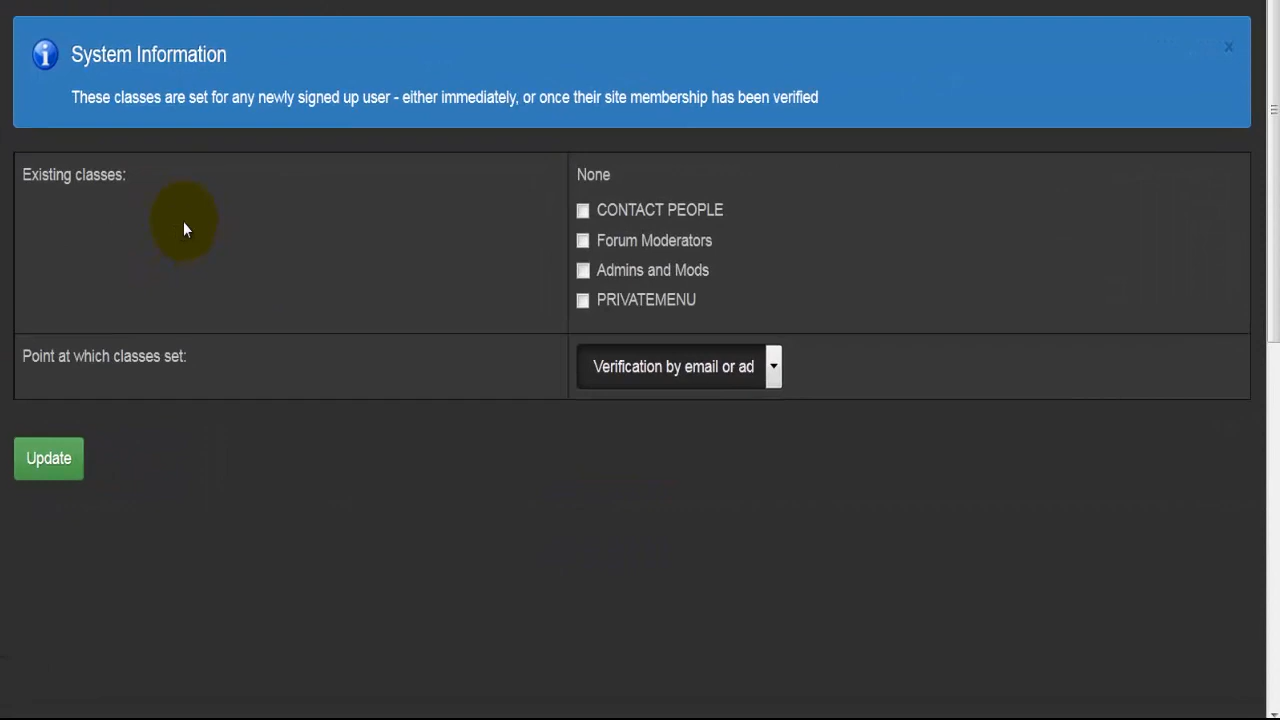 System Information
x
These classes are set for any newly signed up user - either immediately, or once their site membership has been verified
Existing classes:
None
CONTACT PEOPLE
Forum Moderators
Admins and Mods
PRIVATEMENU
Point at which classes set:
Verification by email or ad
Update